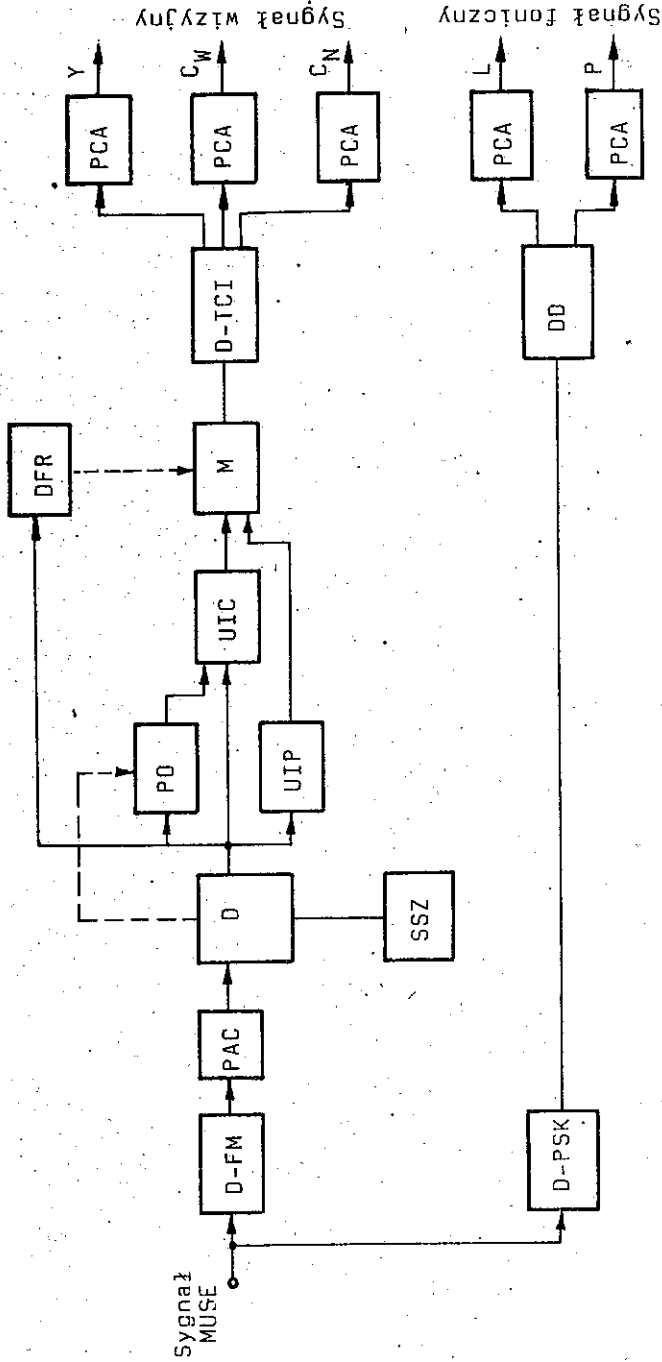 Sygnał
MUSE
D-FM
PAC
D
SSZ
PO
UIC
UIP
DFR
M
D-TCI
PCA
Y
PCA
C_W
PCA
C_N
Sygnał wizyjny
D-PSK
DD
PCA
L
PCA
P
Sygnał foniczny